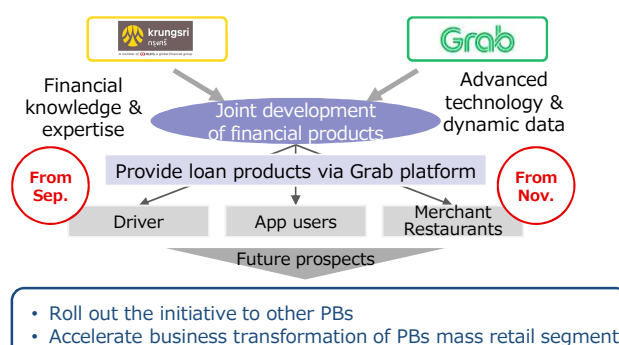 krungsri
กรุงศรี
Grab
Financial
knowledge &
expertise
Advanced
technology &
dynamic data
Joint development
of financial products
Provide loan products via Grab platform
From
Sep.
From
Nov.
Driver
App users
Merchant
Restaurants
Future prospects
• Roll out the initiative to other PBs
• Accelerate business transformation of PBs mass retail segment